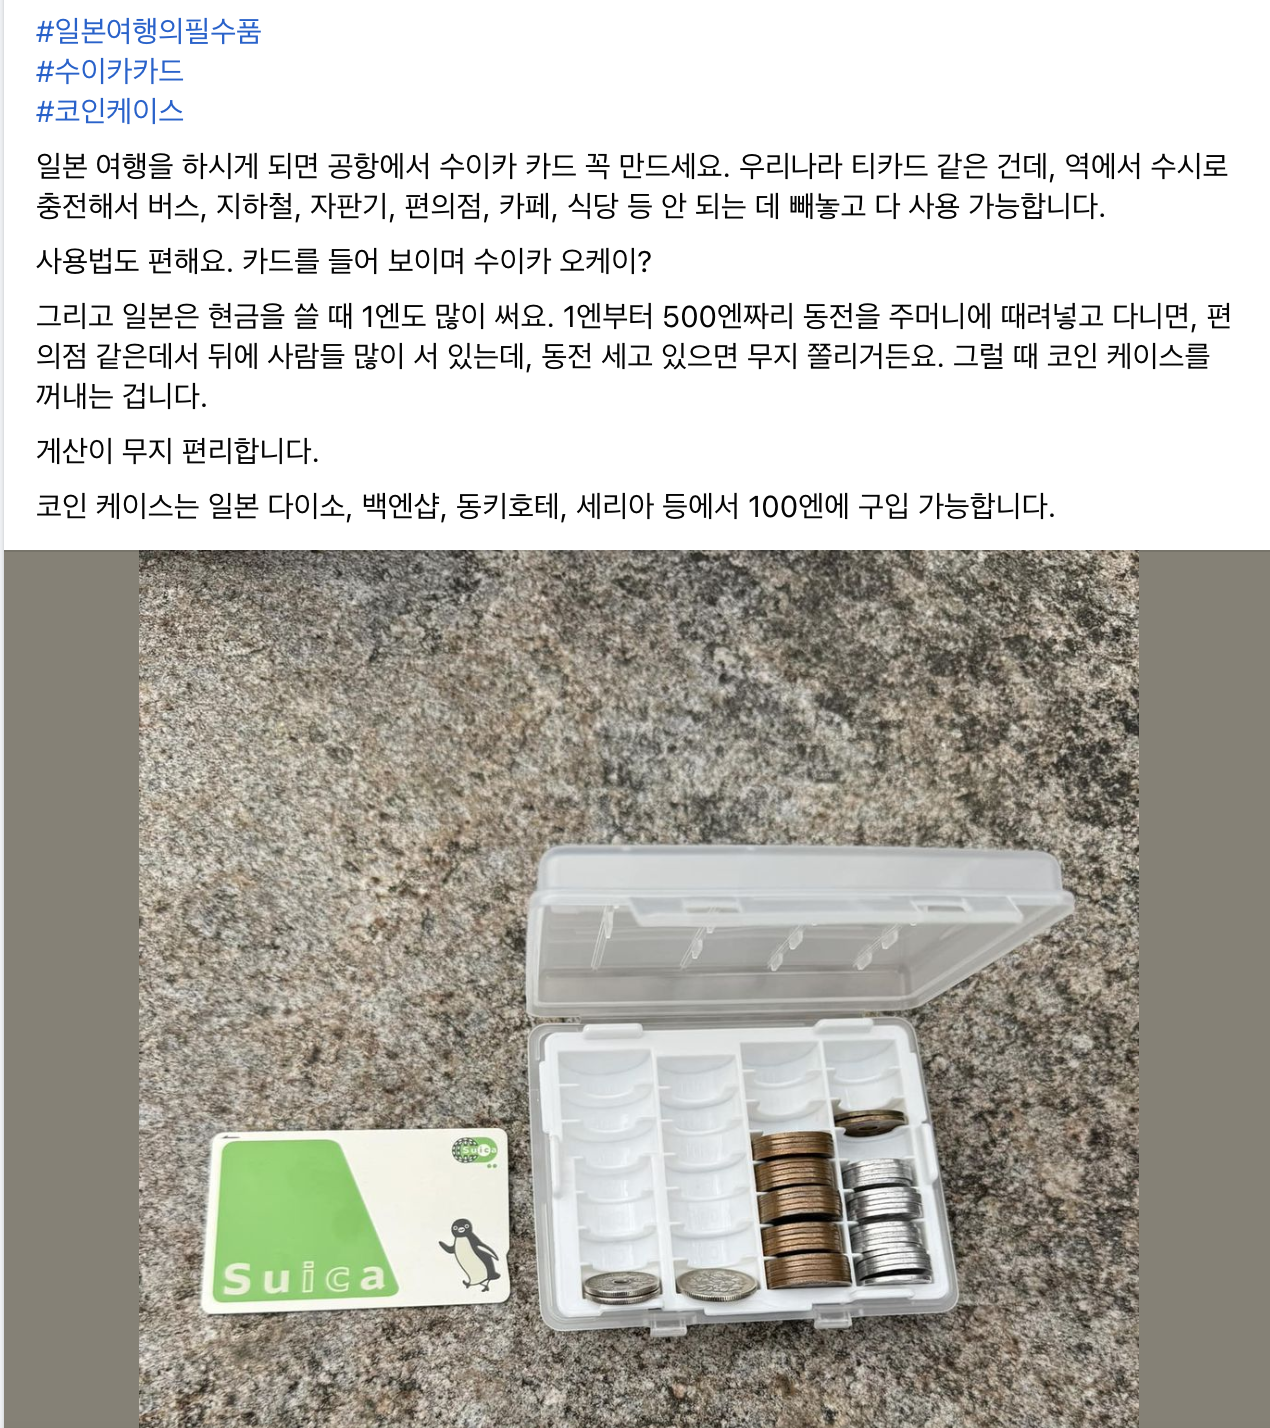 #일본여행의필수품
#수이카카드
#코인케이스
일본 여행을 하시게 되면 공항에서 수이카 카드 꼭 만드세요. 우리나라 티카드 같은 건데, 역에서 수시로
충전해서 버스, 지하철, 자판기, 편의점, 카페, 식당 등 안 되는 데 빼놓고 다 사용 가능합니다.
사용법도 편해요. 카드를 들어 보이며 수이카 오케이?
그리고 일본은 현금을 쓸 때 1엔도 많이 써요. 1엔부터 500엔짜리 동전을 주머니에 때려넣고 다니면, 편
의점 같은데서 뒤에 사람들 많이 서 있는데, 동전 세고 있으면 무지 쫄리거든요. 그럴 때 코인 케이스를
꺼내는 겁니다.
게산이 무지 편리합니다.
코인 케이스는 일본 다이소, 백엔샵, 동키호테, 세리아 등에서 100엔에 구입 가능합니다.
Suica
Suica